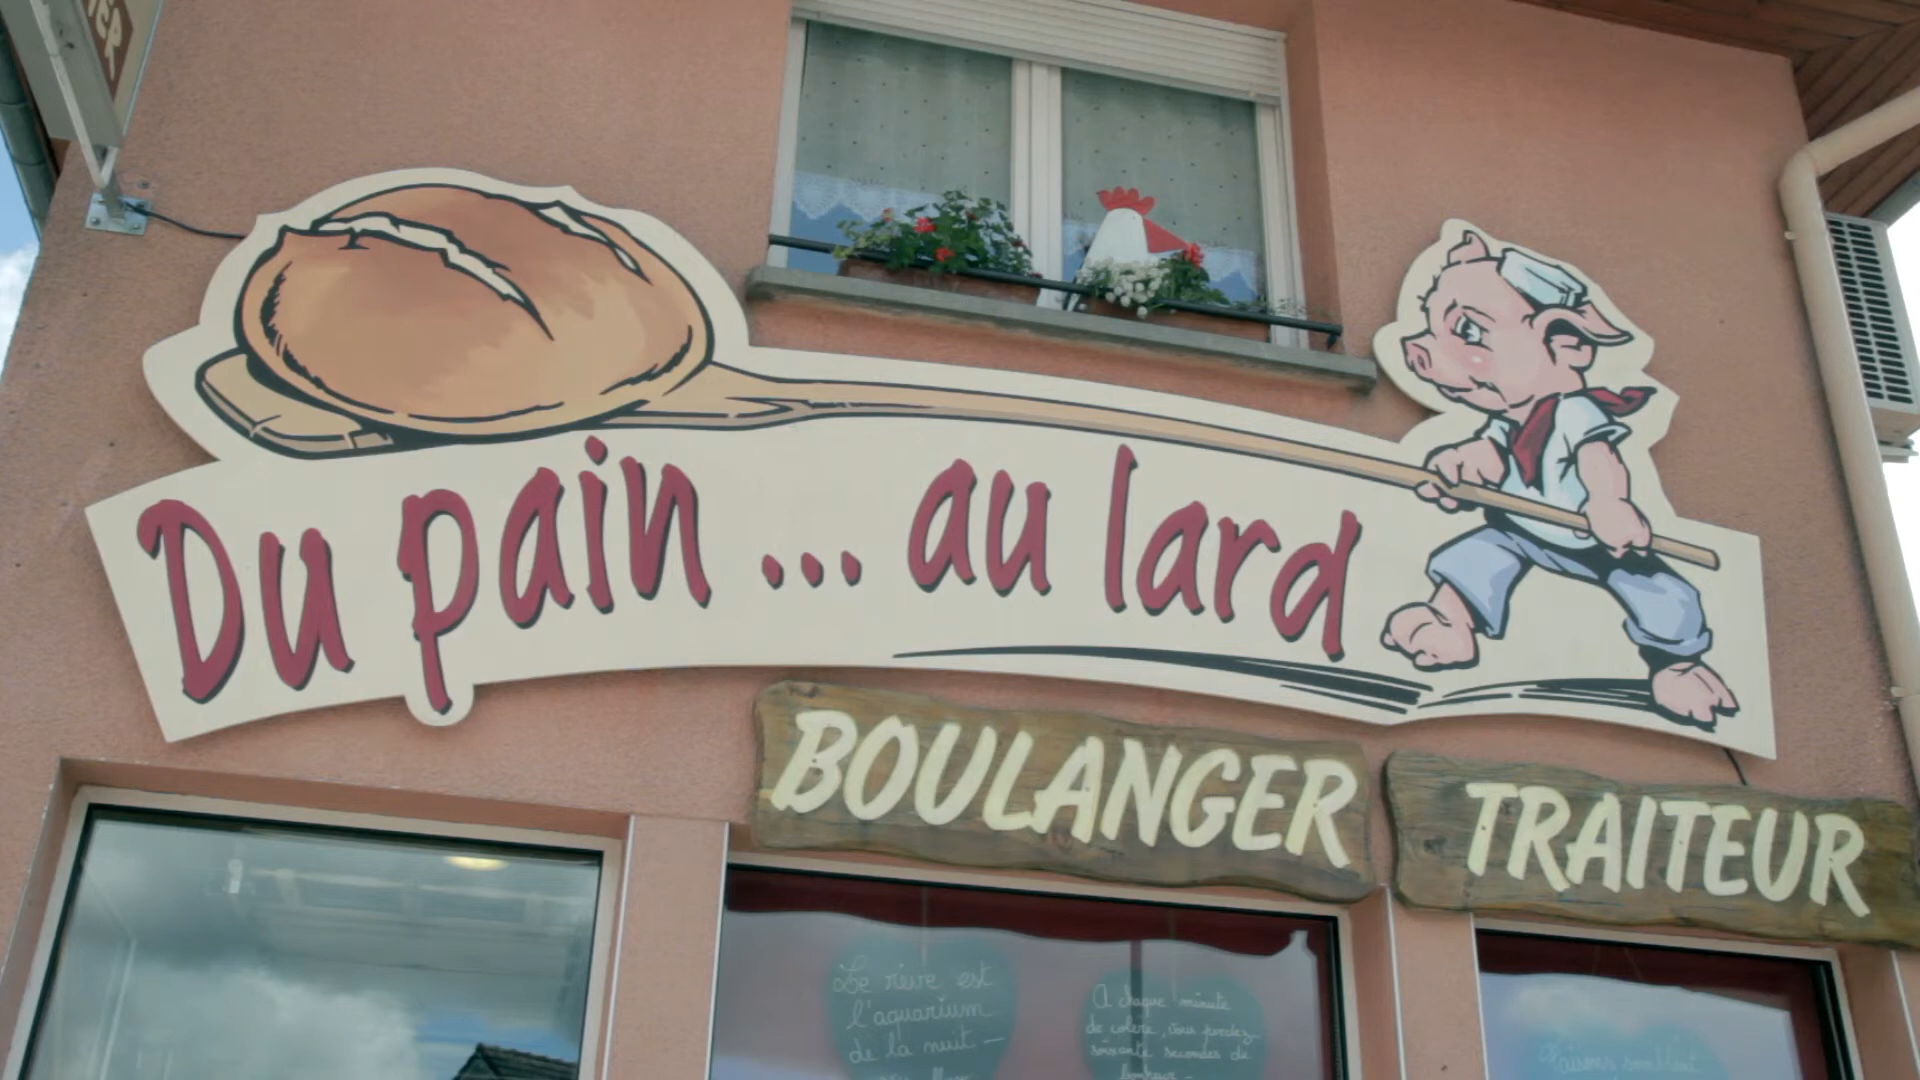 Du pain ... au lard
BOULANGER
TRAITEUR
Le rêve est
l'aquarium
de la nuit
A chaque minute
de colère, vous perdez
soixante secondes de
bonheur